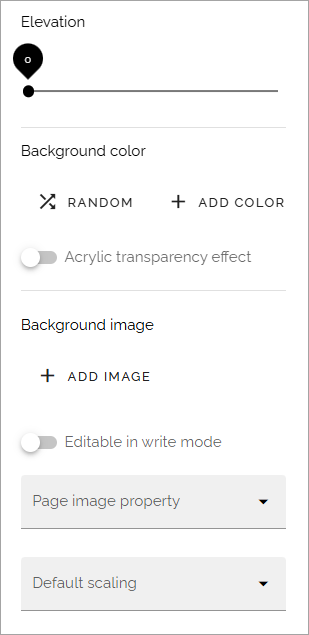 Elevation
0
Background color
RANDOM ADD COLOR
Acrylic transparency effect
Background image
ADD IMAGE
Editable in write mode
Page image property
Default scaling